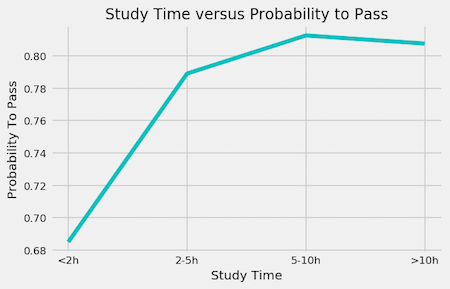 Study Time versus Probability to Pass
Probability To Pass
0.80
0.78
0.76
0.74
0.72
0.70
0.68
<2h
2-5h
5-10h
>10h
Study Time